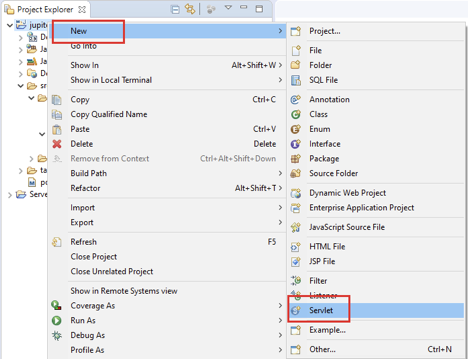 Project Explorer
jupite
New
Go Into
Show In Alt+Shift+W
Show in Local Terminal
Copy Ctrl+C
Copy Qualified Name
Paste Ctrl+V
Delete Delete
Remove from Context Ctrl+Alt+Shift+Down
Build Path
Refactor Alt+Shift+T
Import
Export
Refresh F5
Close Project
Close Unrelated Project
Show in Remote Systems view
Coverage As
Run As
Debug As
Profile As
De
Ja
Ja
De
sr
ta
po
Serve
Project...
File
Folder
SQL File
Annotation
Class
Enum
Interface
Package
Source Folder
Dynamic Web Project
Enterprise Application Project
JavaScript Source File
HTML File
JSP File
Filter
Listener
Servlet
Example...
Other... Ctrl+N